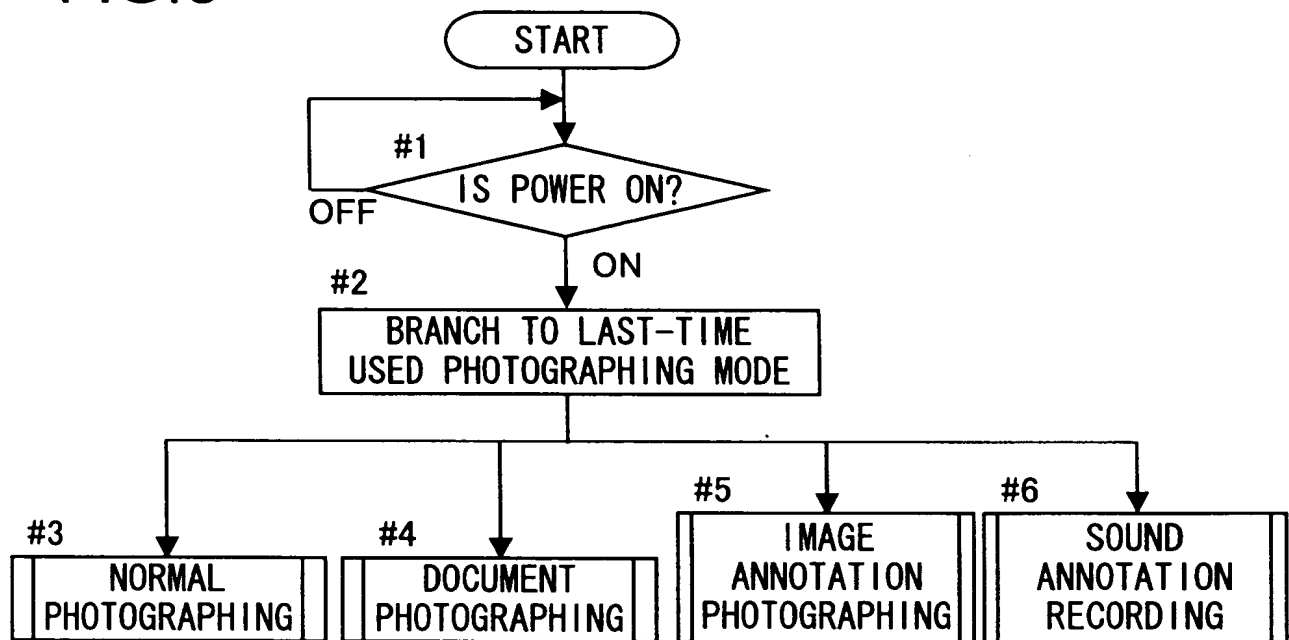 START
#1
IS POWER ON?
OFF
ON
#2
BRANCH TO LAST-TIME
USED PHOTOGRAPHING MODE
#3
NORMAL
PHOTOGRAPHING
#4
DOCUMENT
PHOTOGRAPHING
#5
IMAGE
ANNOTATION
PHOTOGRAPHING
#6
SOUND
ANNOTATION
RECORDING